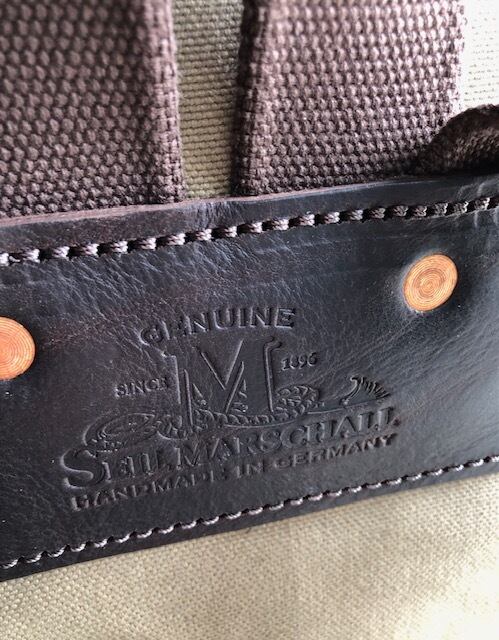 GENUINE
SINCE M 1896
SEIL MARSCHALL
HANDMADE IN GERMANY